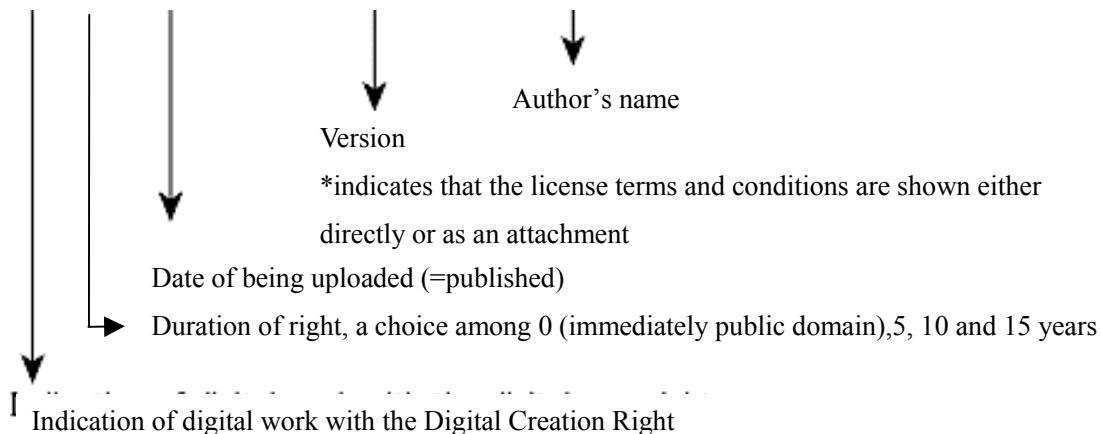 Author’s name
Version
*indicates that the license terms and conditions are shown either
directly or as an attachment
Date of being uploaded (=published)
Duration of right, a choice among 0 (immediately public domain),5, 10 and 15 years
Indication of digital work with the Digital Creation Right